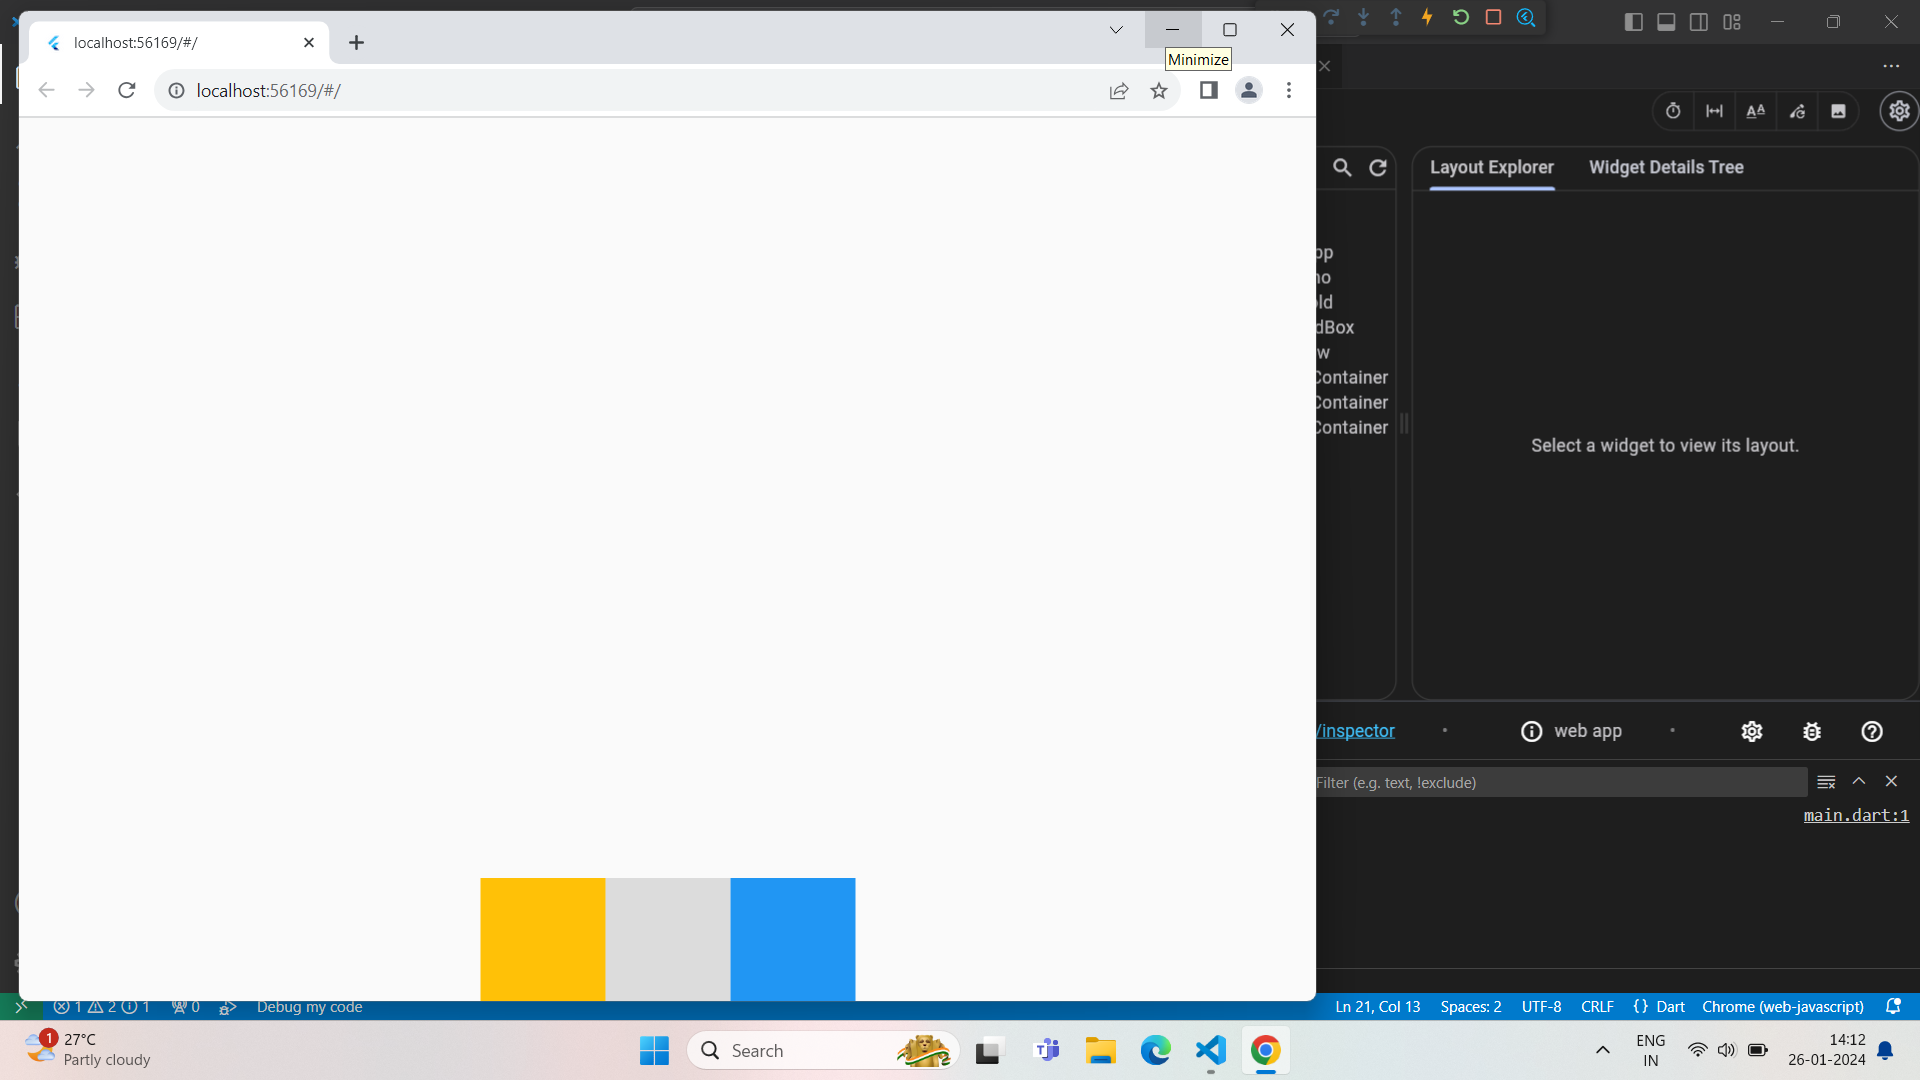 localhost:56169/#/
Minimize
localhost:56169/#/
Layout Explorer
Widget Details Tree
pp
no
old
dBox
w
Container
Container
Container
Select a widget to view its layout.
/inspector
•
web app
•
Filter (e.g. text, !exclude)
main.dart:1
1 2 1
0
Debug my code
Ln 21, Col 13
Spaces: 2
UTF-8
CRLF
{} Dart
Chrome (web-javascript)
1
27°C
Partly cloudy
Search
ENG
IN
14:12
26-01-2024